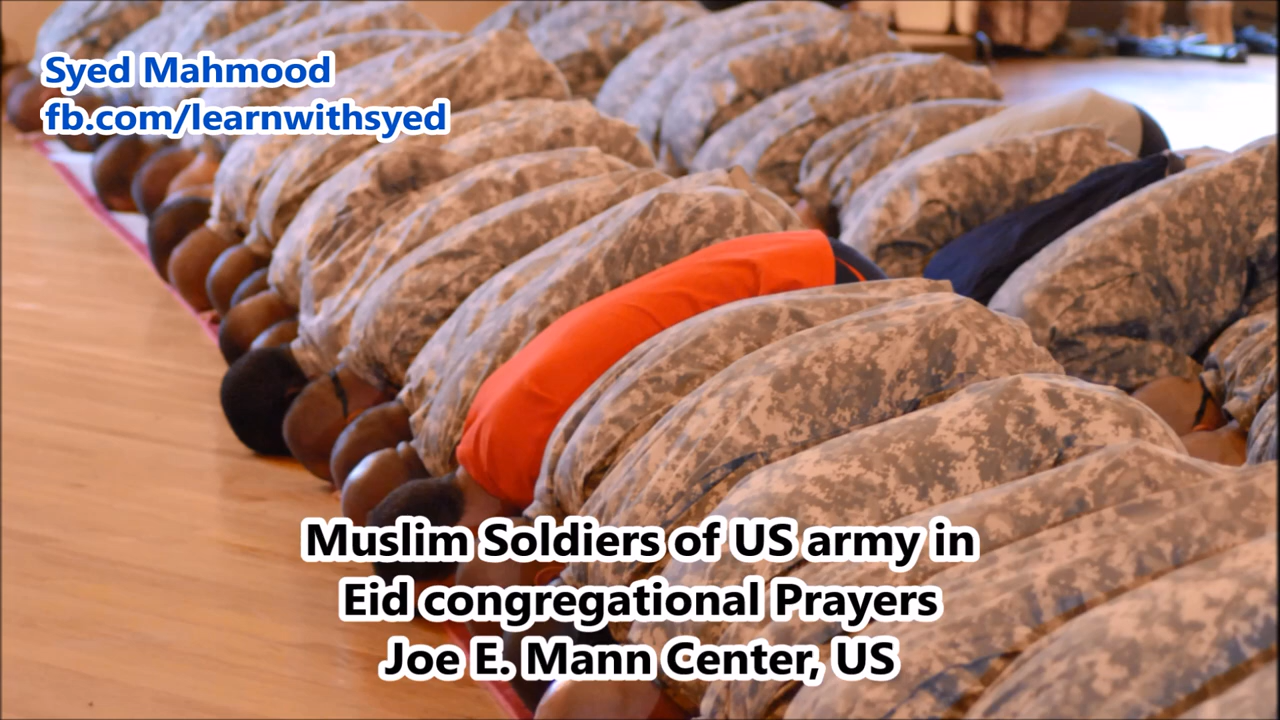 Syed Mahmood
fb.com/learnwithsyed
Muslim Soldiers of US army in
Eid congregational Prayers
Joe E. Mann Center, US